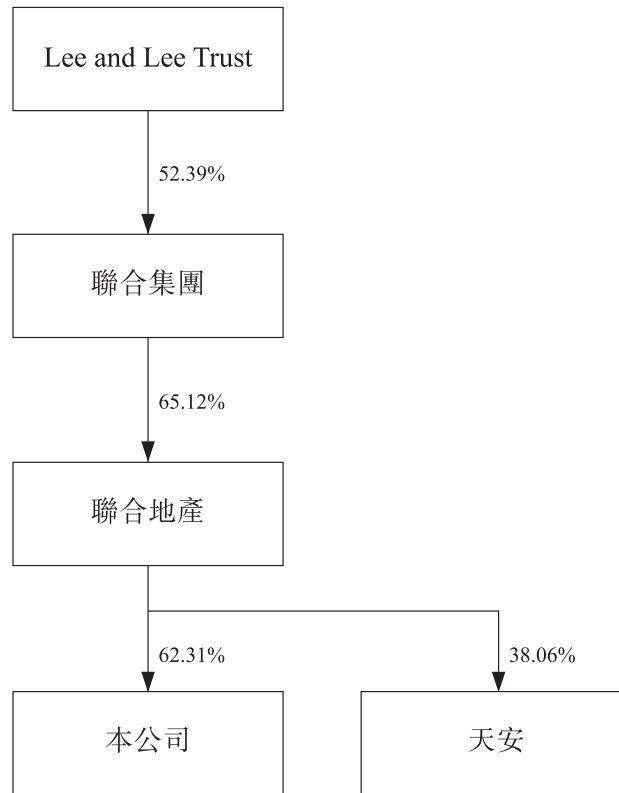 Lee and Lee Trust
52.39%
聯合集團
65.12%
聯合地產
62.31%
38.06%
本公司
天安